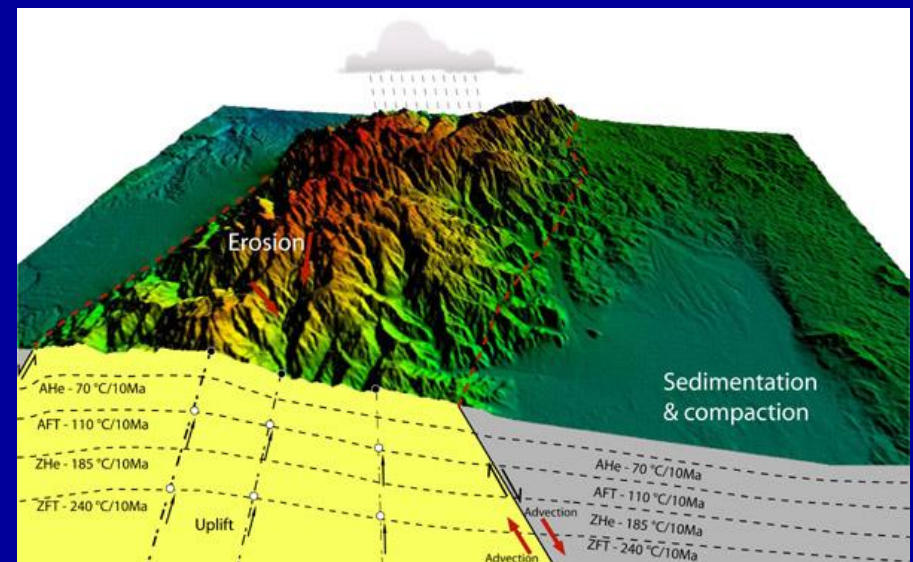 Erosion
Sedimentation
& compaction
AHe - 70 °C/10Ma
AFT - 110 °C/10Ma
ZHe - 185 °C/10Ma
ZFT - 240 °C/10Ma
Uplift
AHe - 70 °C/10Ma
AFT - 110 °C/10Ma
ZHe - 185 °C/10Ma
ZFT - 240 °C/10Ma
Advection
Advection